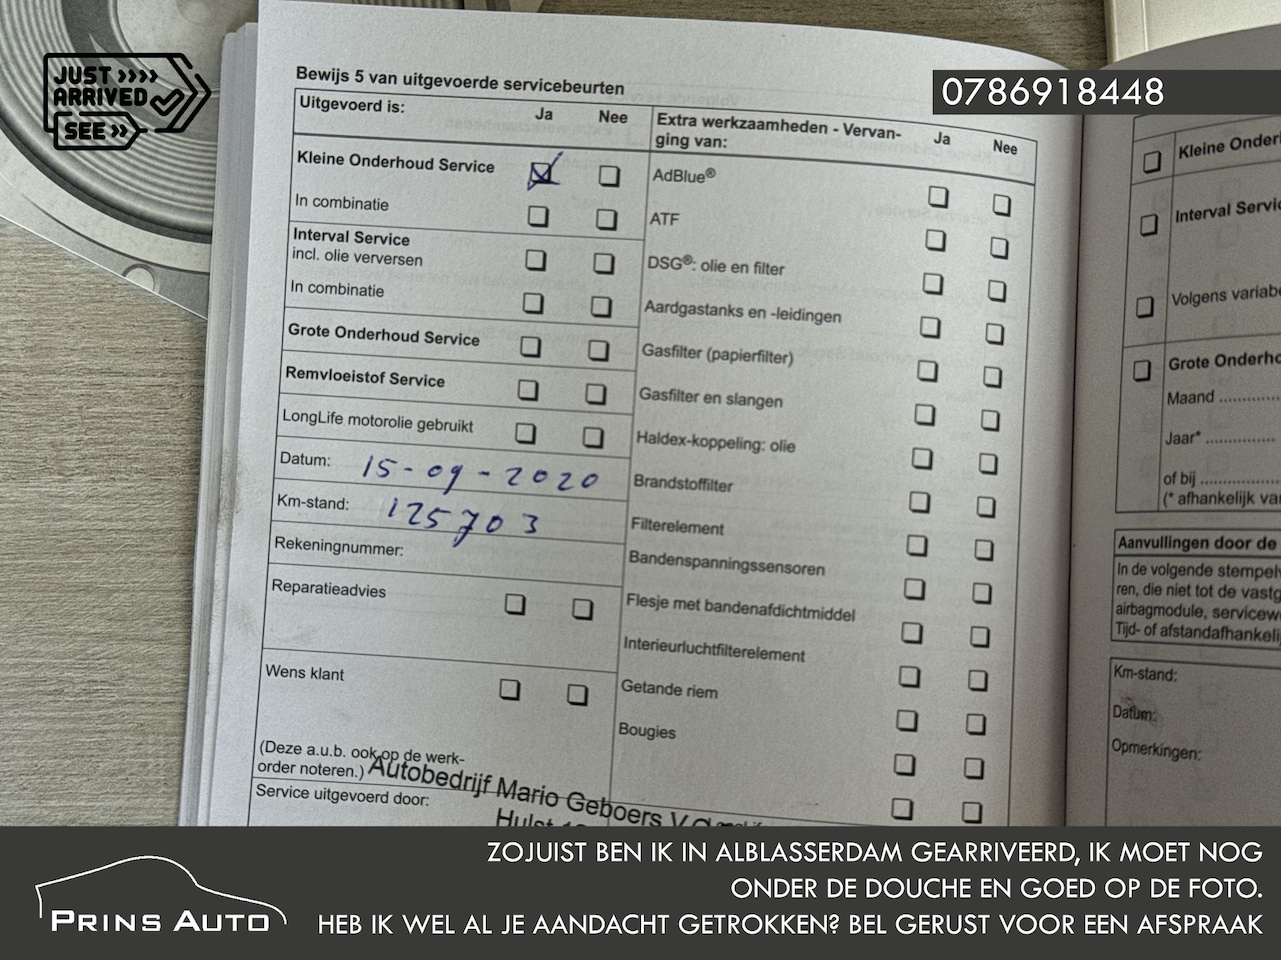 JUST
ARRIVED
SEE
0786918448
Bewijs 5 van uitgevoerde servicebeurten
Uitgevoerd is: Ja Nee
Kleine Onderhoud Service
In combinatie
Interval Service
incl. olie verversen
In combinatie
Grote Onderhoud Service
Remvloeistof Service
LongLife motorolie gebruikt
Datum: 15-09-2020
Km-stand: 125703
Rekeningnummer:
Reparatieadvies
Wens klant
(Deze a.u.b. ook op de werk-
order noteren.)
Autobedrijf Mario Geboers V.O.
Service uitgevoerd door:
Extra werkzaamheden - Vervan-
ging van: Ja Nee
AdBlue®
ATF
DSG®: olie en filter
Aardgastanks en -leidingen
Gasfilter (papierfilter)
Gasfilter en slangen
Haldex-koppeling: olie
Brandstoffilter
Filterelement
Bandenspanningssensoren
Flesje met bandenafdichtmiddel
Interieurluchtfilterelement
Getande riem
Bougies
Kleine Onder
Interval Servic
Volgens variabe
Grote Onderho
Maand
Jaar*
of bij
(* afhankelijk va
Aanvullingen door de
In de volgende stempelv
ren, die niet tot de vastg
airbagmodule, servicew
Tijd- of afstandafhankeli
Km-stand:
Datum:
Opmerkingen:
PRINS AUTO
ZOJUIST BEN IK IN ALBLASSERDAM GEARRIVEERD, IK MOET NOG
ONDER DE DOUCHE EN GOED OP DE FOTO.
HEB IK WEL AL JE AANDACHT GETROKKEN? BEL GERUST VOOR EEN AFSPRAAK